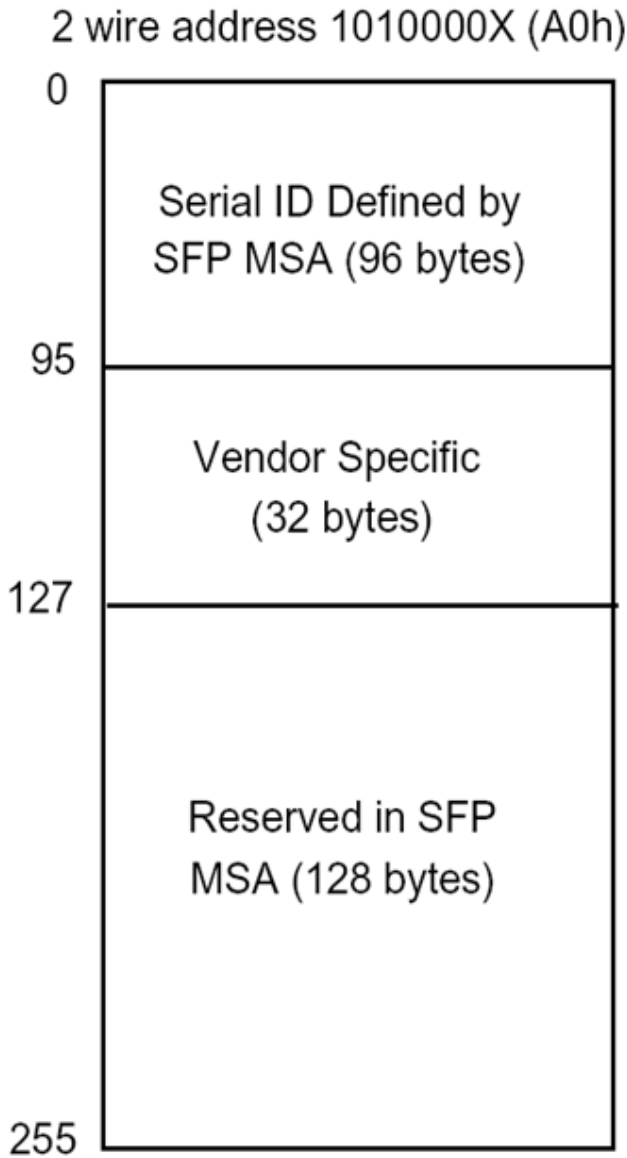 2 wire address 1010000X (A0h)
0
Serial ID Defined by
SFP MSA (96 bytes)
95
Vendor Specific
(32 bytes)
127
Reserved in SFP
MSA (128 bytes)
255